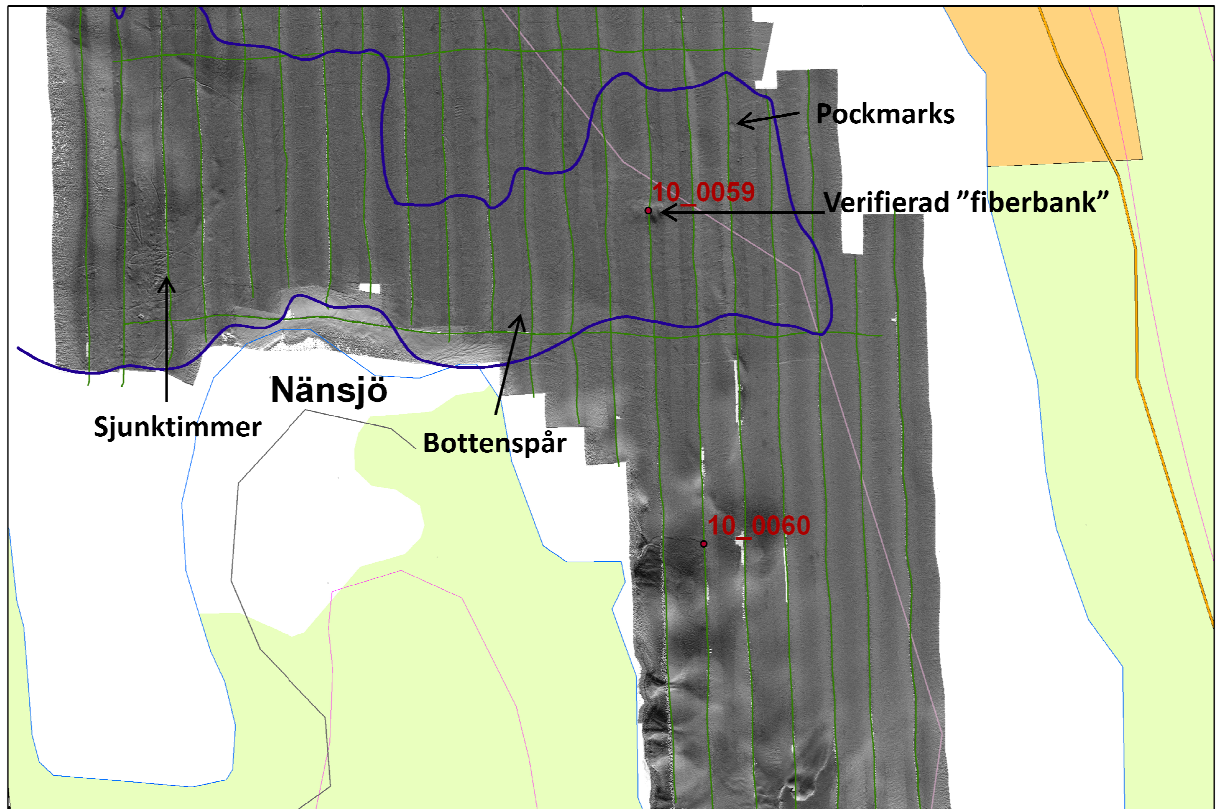 Pockmarks
10_0059
Verifierad ”fiberbank”
Nänsjö
Sjunktimmer
Bottenspår
10_0060